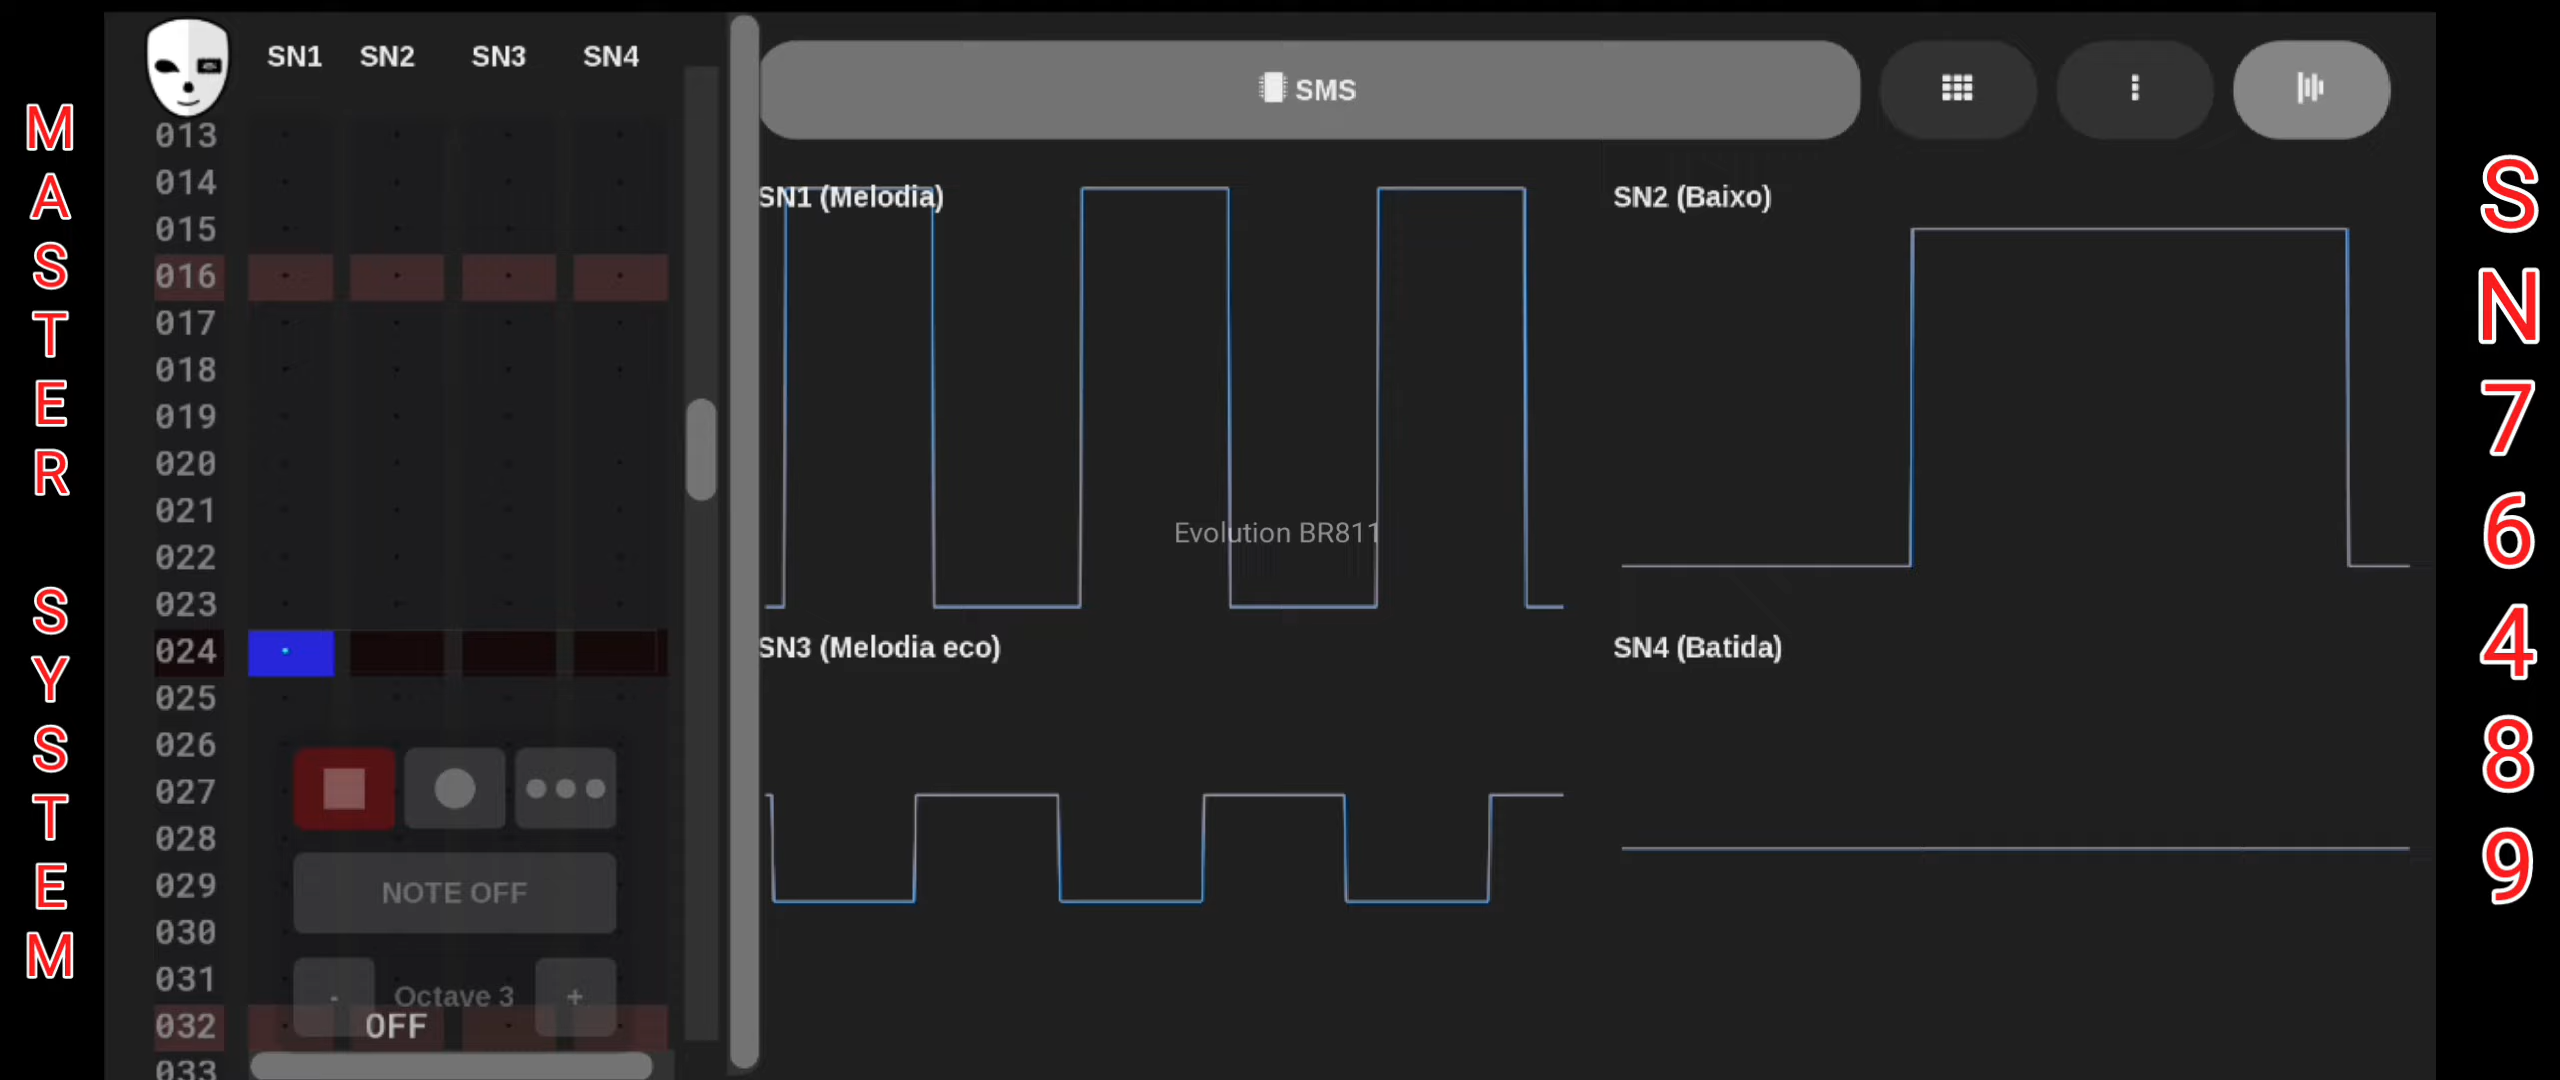 MASTER SYSTEM
SN1 SN2 SN3 SN4
013
014
015
016
017
018
019
020
021
022
023
024
025
026
027
028
029
030
031
032 OFF
033
NOTE OFF
- Octave 3 +
SMS
SN1 (Melodia)
SN2 (Baixo)
Evolution BR811
SN3 (Melodia eco)
SN4 (Batida)
SN76489